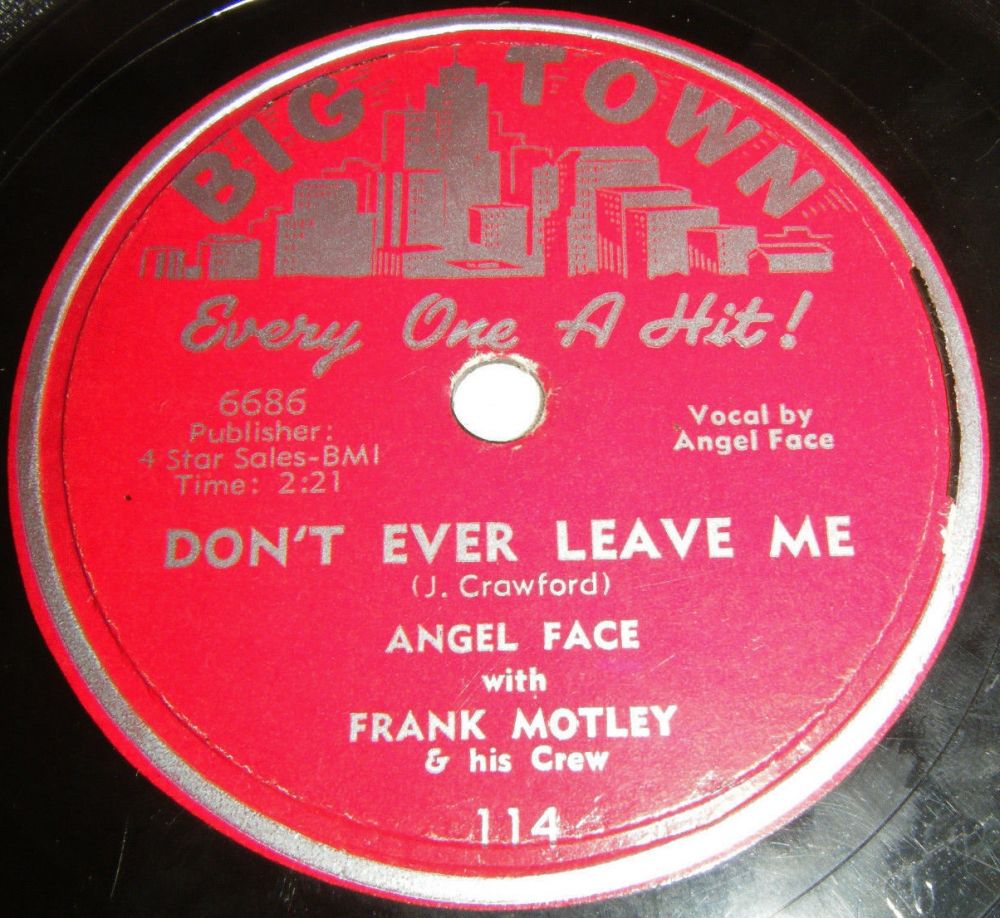 BIG TOWN
Every One A Hit!
6686
Publisher:
4 Star Sales-BMI
Time: 2:21
Vocal by
Angel Face
DON'T EVER LEAVE ME
(J. Crawford)
ANGEL FACE
with
FRANK MOTLEY
& his Crew
114